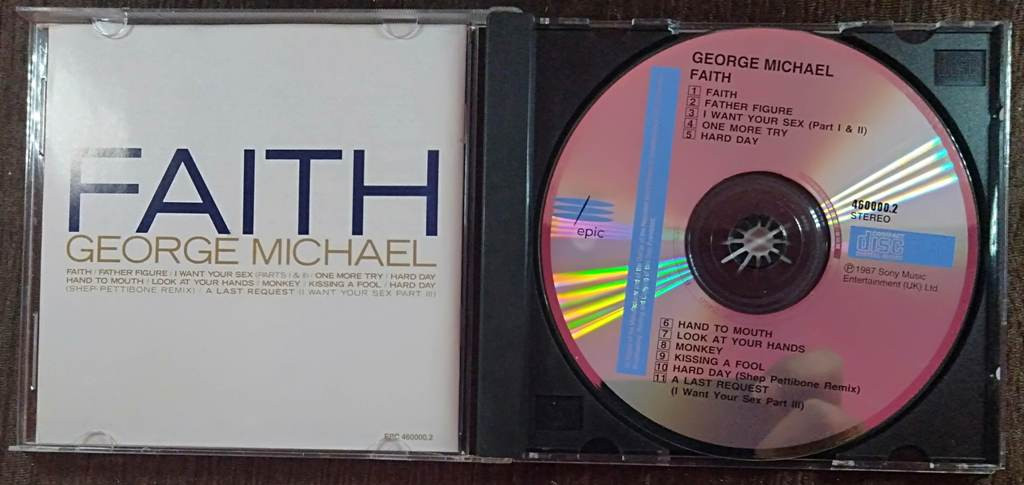 FAITH
GEORGE MICHAEL
FAITH / FATHER FIGURE / I WANT YOUR SEX (PARTS I & II) / ONE MORE TRY / HARD DAY
HAND TO MOUTH / LOOK AT YOUR HANDS / MONKEY / KISSING A FOOL / HARD DAY
(SHEP PETTIBONE REMIX) / A LAST REQUEST (I WANT YOUR SEX PART III)
EPC 460000.2
GEORGE MICHAEL
FAITH
1 FAITH
2 FATHER FIGURE
3 I WANT YOUR SEX (Part I & II)
4 ONE MORE TRY
5 HARD DAY
epic
460000.2
STEREO
COMPACT
disc
DIGITAL AUDIO
℗ 1987 Sony Music
Entertainment (UK) Ltd
6 HAND TO MOUTH
7 LOOK AT YOUR HANDS
8 MONKEY
9 KISSING A FOOL
10 HARD DAY (Shep Pettibone Remix)
11 A LAST REQUEST
(I Want Your Sex Part III)